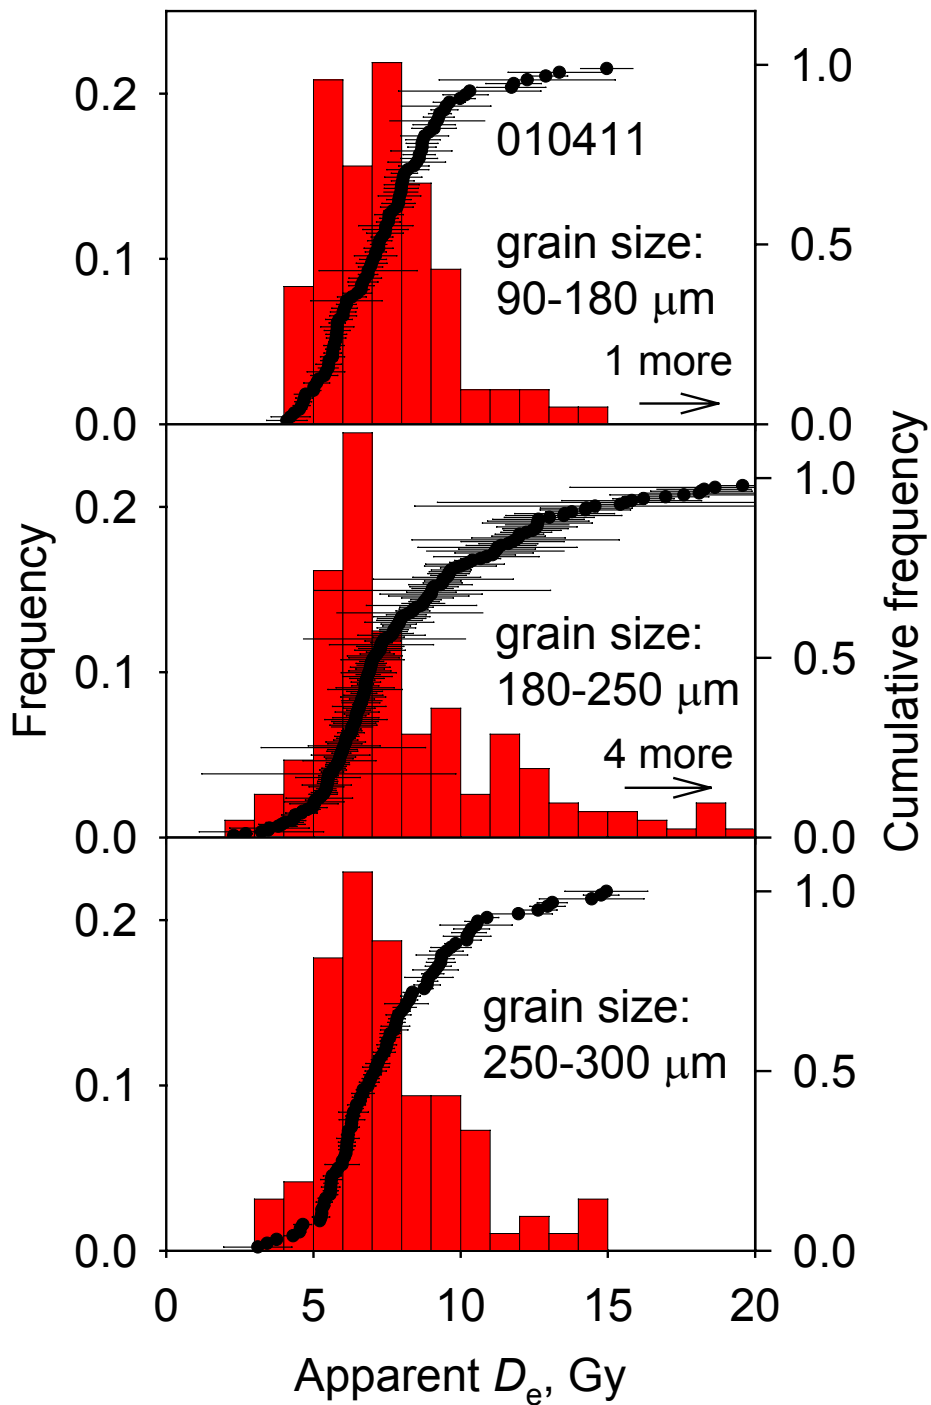 0.2
1.0
010411
grain size:
90-180 μm
0.1
0.5
1 more
0.0
0.0
0.2
1.0
grain size:
180-250 μm
0.1
0.5
4 more
0.0
0.0
0.2
1.0
grain size:
250-300 μm
0.1
0.5
0.0
0.0
Frequency
Cumulative frequency
0 5 10 15 20
Apparent De, Gy